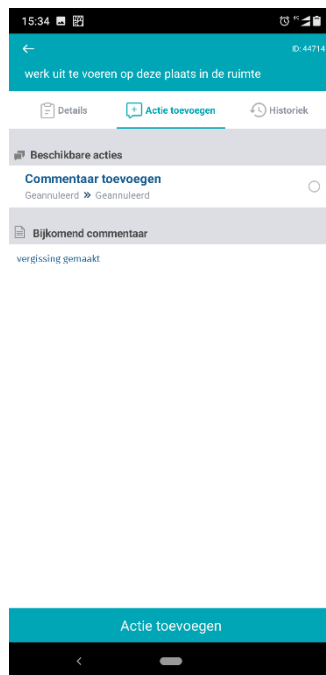 15:34
ID: 44714
werk uit te voeren op deze plaats in de ruimte
Details
Actie toevoegen
Historiek
Beschikbare acties
Commentaar toevoegen
Geannuleerd » Geannuleerd
Bijkomend commentaar
vergissing gemaakt
Actie toevoegen